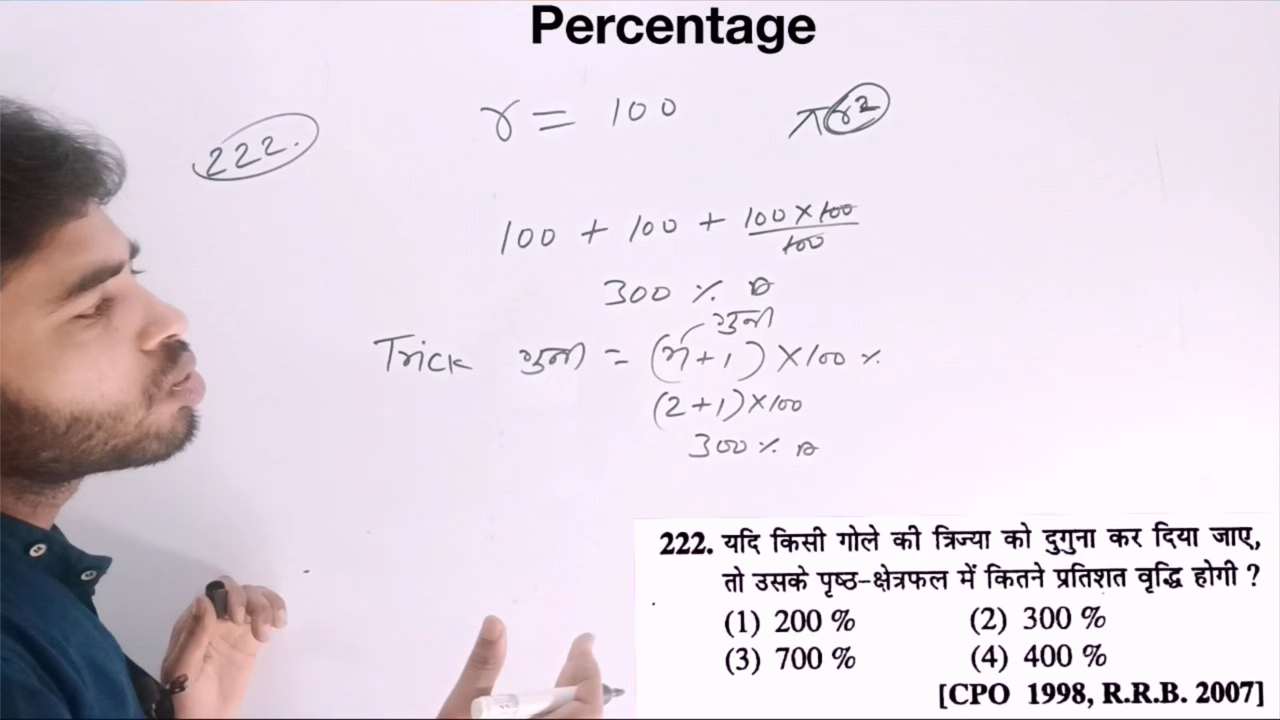 Percentage
222.
r = 100
πr²
100 + 100 + 100 × 100 / 100
300 %
गुना
Trick गुना = (n + 1) × 100 %
(2 + 1) × 100
300 %
222. यदि किसी गोले की त्रिज्या को दुगुना कर दिया जाए,
तो उसके पृष्ठ-क्षेत्रफल में कितने प्रतिशत वृद्धि होगी ?
(1) 200 % (2) 300 %
(3) 700 % (4) 400 %
[CPO 1998, R.R.B. 2007]